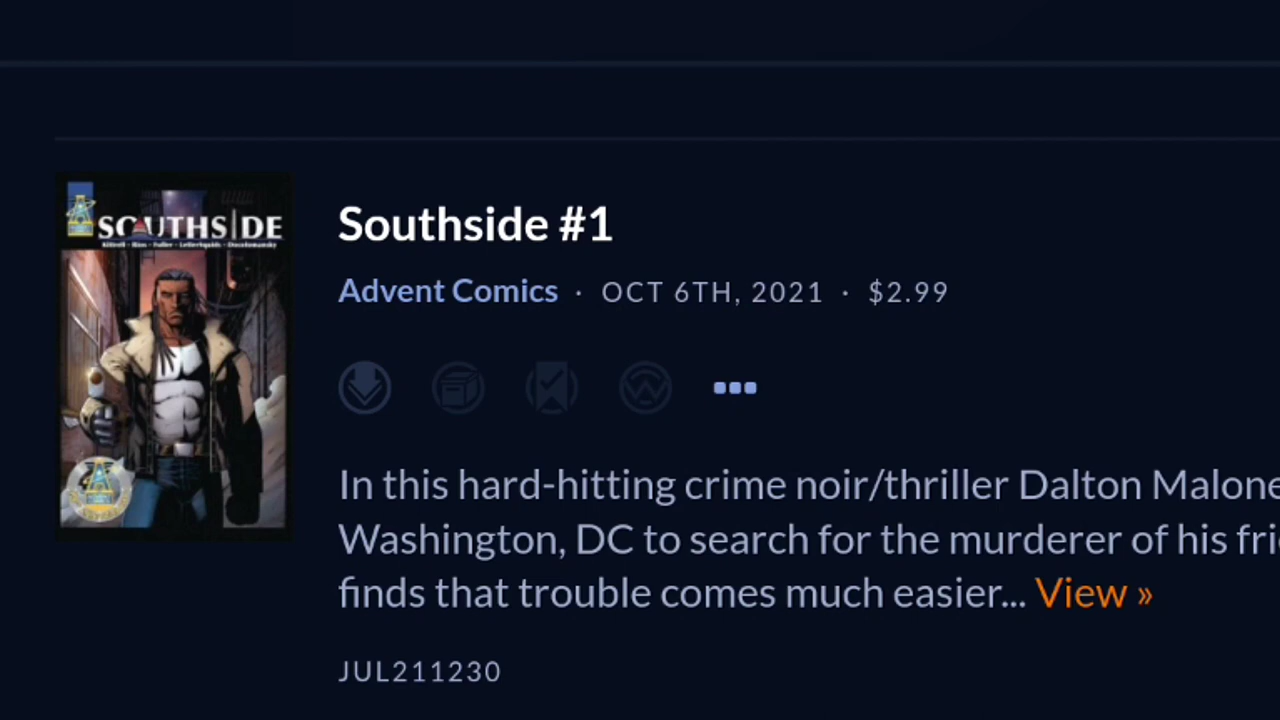 SOUTHSIDE
Southside #1
Advent Comics · OCT 6TH, 2021 · $2.99
In this hard-hitting crime noir/thriller Dalton Malone
Washington, DC to search for the murderer of his frie
finds that trouble comes much easier... View »
JUL211230